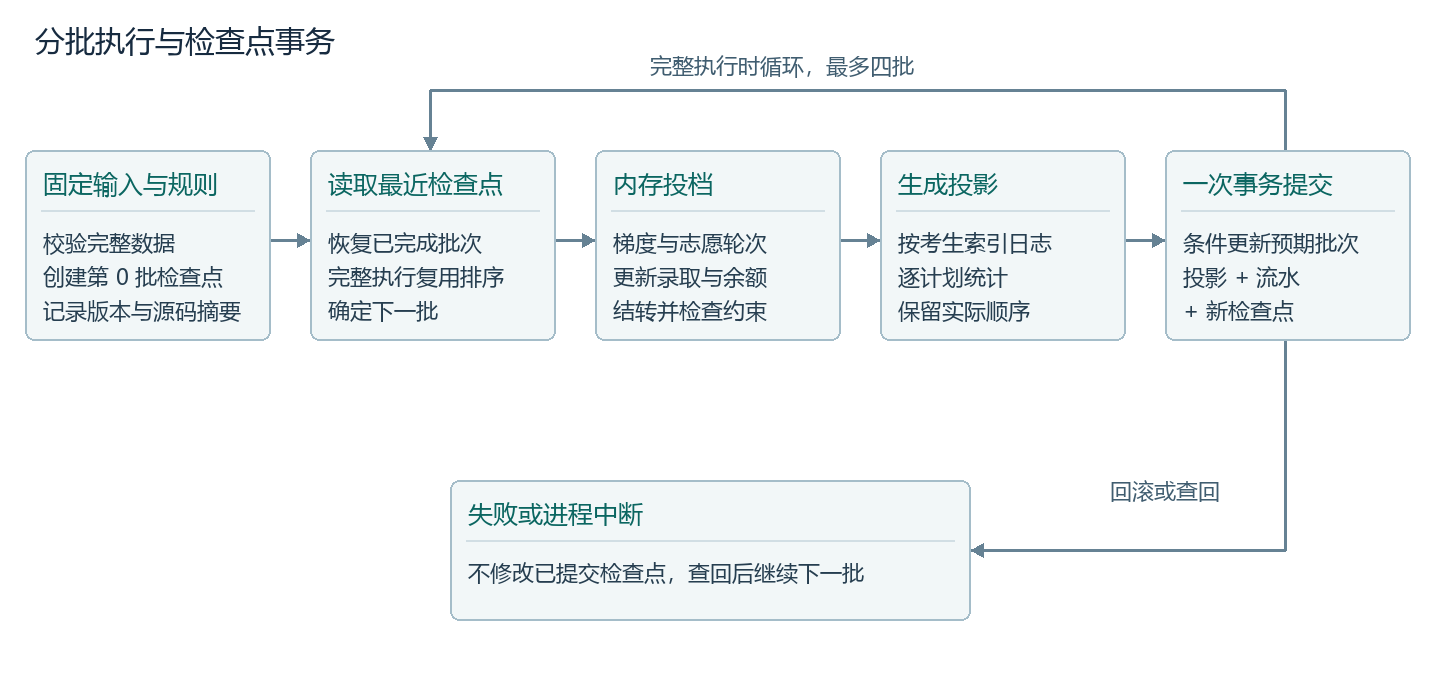 分批执行与检查点事务
完整执行时循环，最多四批
固定输入与规则
校验完整数据
创建第 0 批检查点
记录版本与源码摘要
读取最近检查点
恢复已完成批次
完整执行复用排序
确定下一批
内存投档
梯度与志愿轮次
更新录取与余额
结转并检查约束
生成投影
按考生索引日志
逐计划统计
保留实际顺序
一次事务提交
条件更新预期批次
投影 + 流水
+ 新检查点
回滚或查回
失败或进程中断
不修改已提交检查点，查回后继续下一批